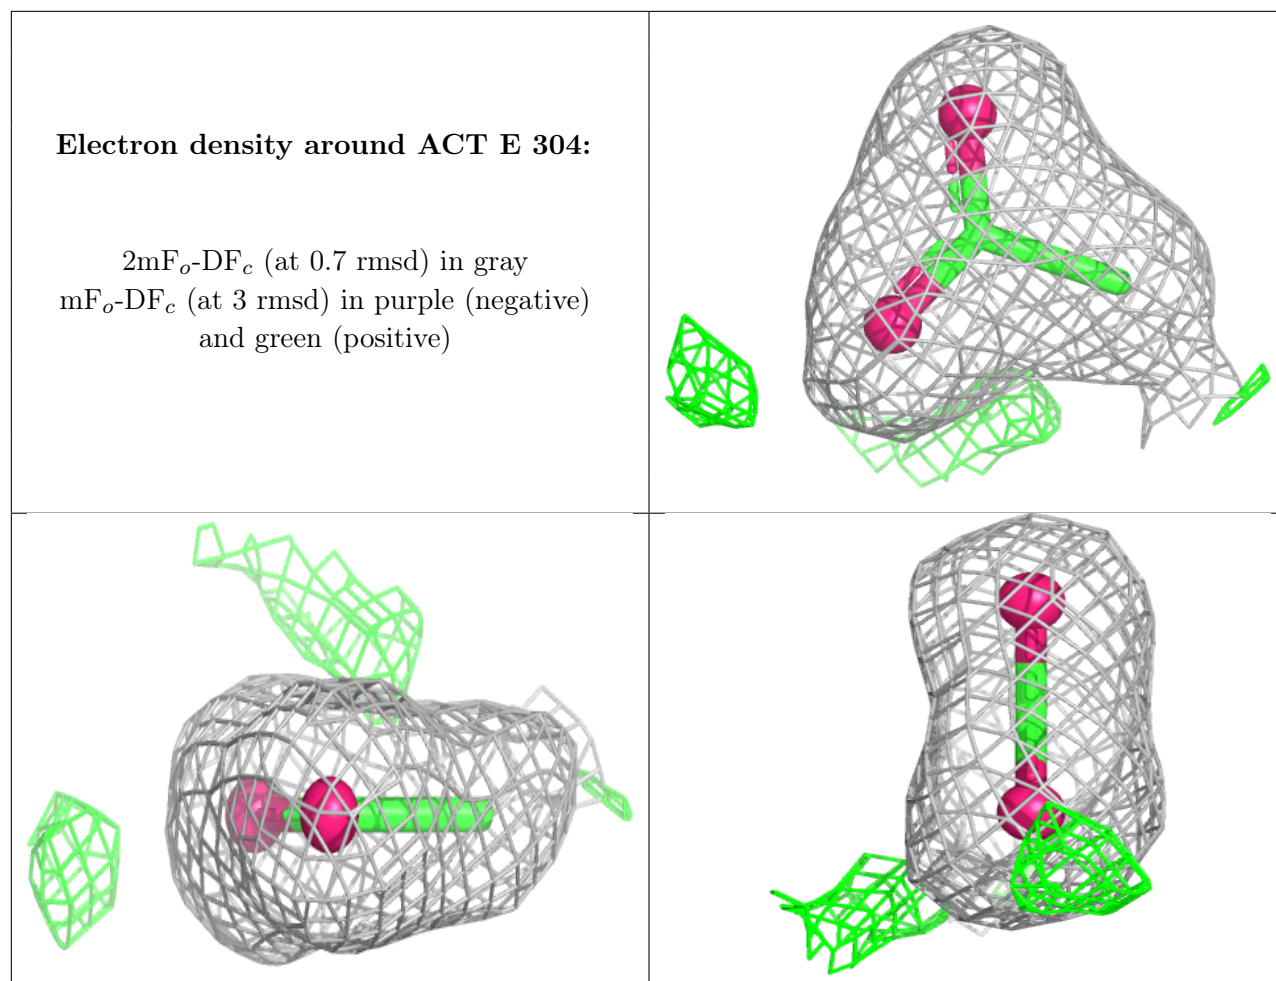 Electron density around ACT E 304:
2mFₒ-DF𝑐 (at 0.7 rmsd) in gray
mFₒ-DF𝑐 (at 3 rmsd) in purple (negative)
and green (positive)